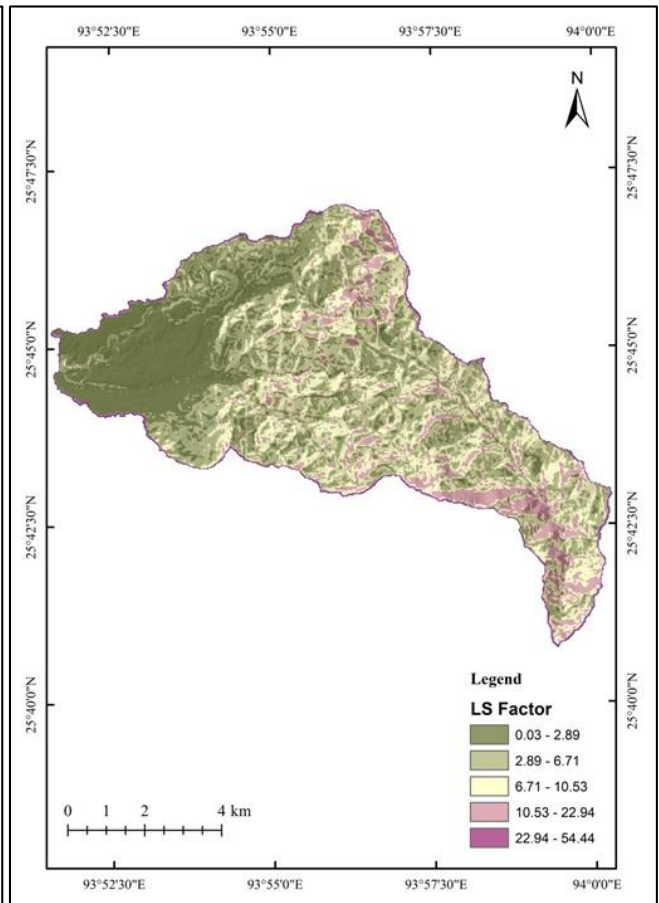 93°52'30"E 93°55'0"E 93°57'30"E 94°0'0"E
N
25°47'30"N 25°47'30"N
25°45'0"N 25°45'0"N
25°42'30"N 25°42'30"N
25°40'0"N 25°40'0"N
Legend
LS Factor
0.03 - 2.89
2.89 - 6.71
6.71 - 10.53
10.53 - 22.94
22.94 - 54.44
0 1 2 4 km
93°52'30"E 93°55'0"E 93°57'30"E 94°0'0"E